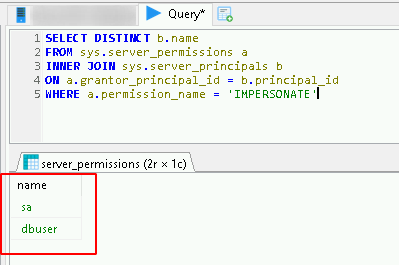 Query*
1 SELECT DISTINCT b.name
2 FROM sys.server_permissions a
3 INNER JOIN sys.server_principals b
4 ON a.grantor_principal_id = b.principal_id
5 WHERE a.permission_name = 'IMPERSONATE'
server_permissions (2r × 1c)
name
sa
dbuser